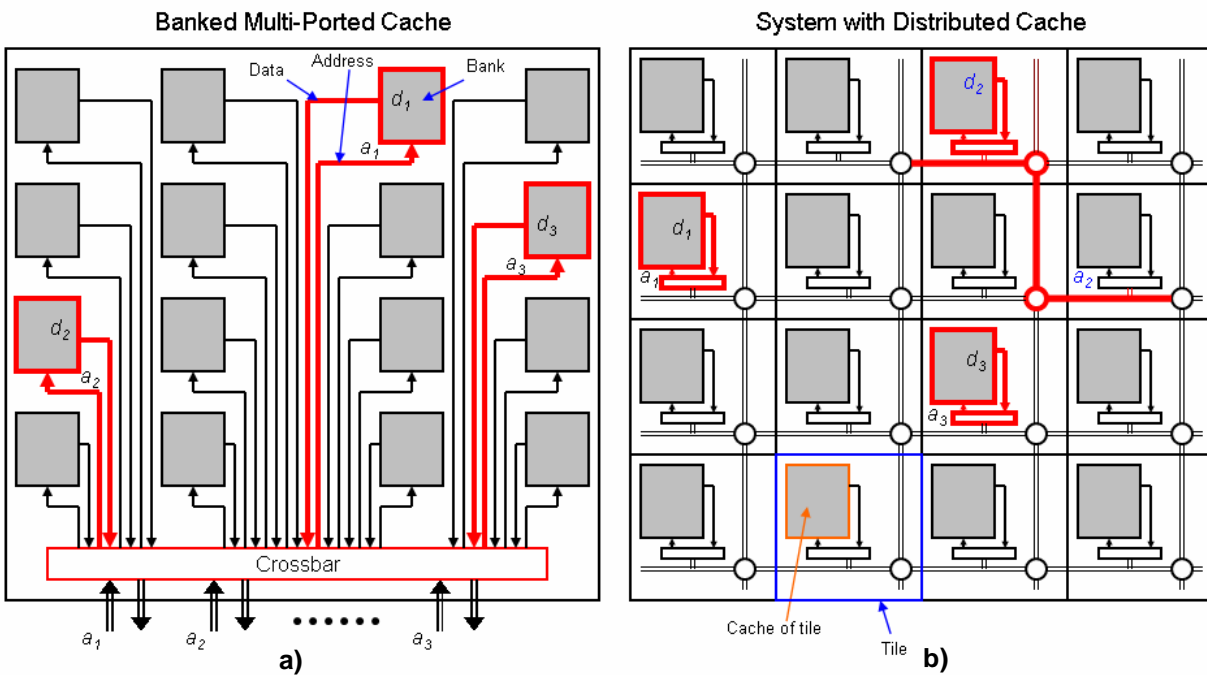 Banked Multi-Ported Cache
Data
Address
Bank
d1
a1
d3
a3
d2
a2
Crossbar
a1
a2
a3
a)
System with Distributed Cache
d2
d1
a1
a2
d3
a3
Cache of tile
Tile
b)